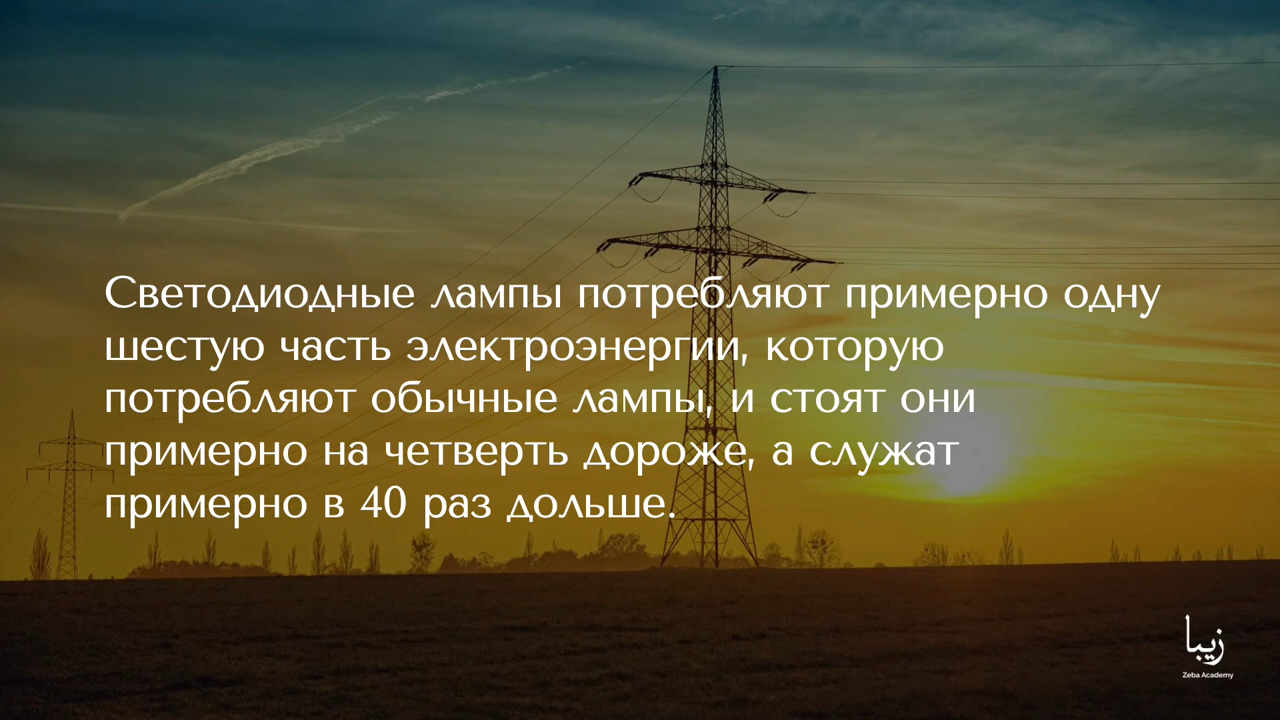 Светодиодные лампы потребляют примерно одну
шестую часть электроэнергии, которую
потребляют обычные лампы, и стоят они
примерно на четверть дороже, а служат
примерно в 40 раз дольше.
زيبا
Zeba Academy